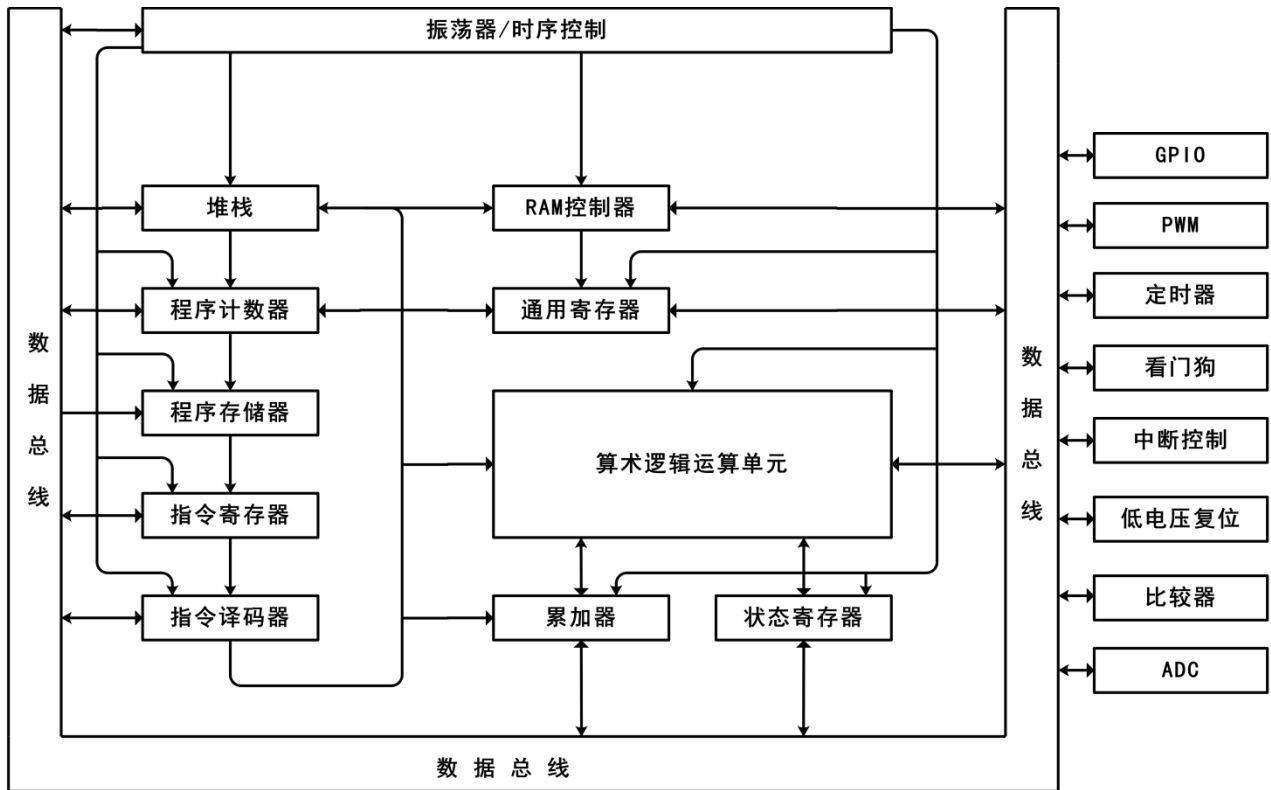 振荡器/时序控制
堆栈
RAM控制器
程序计数器
通用寄存器
程序存储器
算术逻辑运算单元
指令寄存器
指令译码器
累加器
状态寄存器
数据总线
数据总线
数据总线
GPIO
PWM
定时器
看门狗
中断控制
低电压复位
比较器
ADC